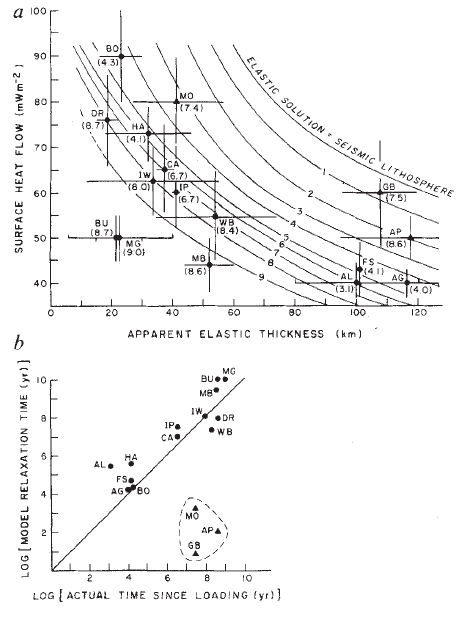 a
100
90
80
70
60
50
40
SURFACE HEAT FLOW (mWm-2)
BO
(4.3)
MO
(7.4)
DR
(8.7)
HA
(4.1)
CA
(6.7)
IW
(8.0)
IP
(6.7)
WB
(8.4)
BU
(8.7)
MG
(9.0)
MB
(8.6)
GB
(7.5)
AP
(8.6)
FS
(4.1)
AL
(3.1)
AG
(4.0)
ELASTIC SOLUTION = SEISMIC LITHOSPHERE
1
2
3
4
5
6
7
8
9
0 20 40 60 80 100 120
APPARENT ELASTIC THICKNESS (km)
b
LOG [MODEL RELAXATION TIME (yr)]
10
8
6
4
2
0
BU
MG
MB
IW
DR
WB
IP
CA
AL
HA
FS
AG
BO
MO
AP
GB
2 4 6 8 10
LOG [ACTUAL TIME SINCE LOADING (yr)]